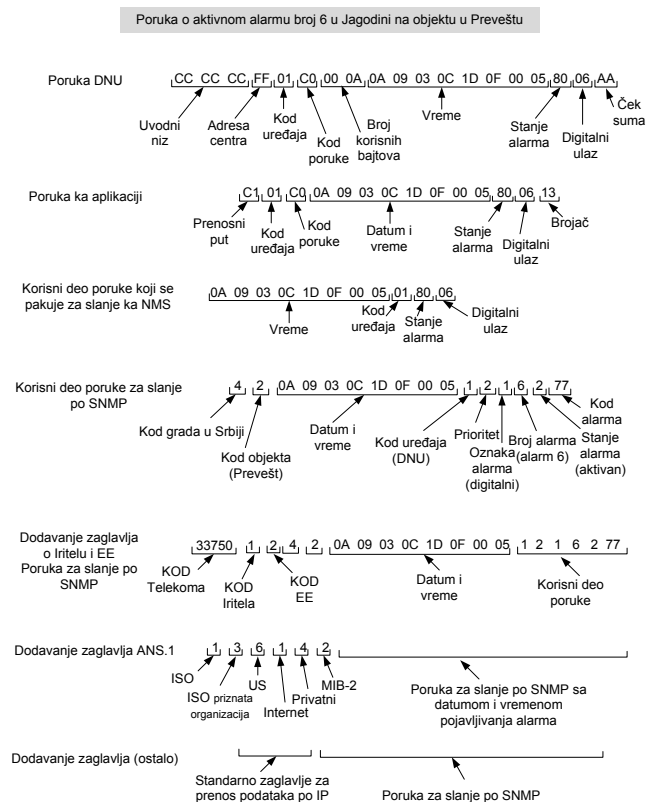 Poruka o aktivnom alarmu broj 6 u Jagodini na objektu u Preveštu
Poruka DNU
CC CC CC FF 01 C0 00 0A 0A 09 03 0C 1D 0F 00 05 80 06 AA
Uvodni
niz
Adresa
centra
Kod
uređaja
Kod
poruke
Broj
korisnih
bajtova
Vreme
Stanje
alarma
Digitalni
ulaz
Ček
suma
Poruka ka aplikaciji
C1 01 C0 0A 09 03 0C 1D 0F 00 05 80 06 13
Prenosni
put
Kod
uređaja
Kod
poruke
Datum i
vreme
Stanje
alarma
Digitalni
ulaz
Brojač
Korisni deo poruke koji se
pakuje za slanje ka NMS
0A 09 03 0C 1D 0F 00 05 01 80 06
Vreme
Kod
uređaja
Stanje
alarma
Digitalni
ulaz
Korisni deo poruke za slanje
po SNMP
4 2 0A 09 03 0C 1D 0F 00 05 1 2 1 6 2 77
Kod grada u Srbiji
Kod objekta
(Prevešt)
Datum i
vreme
Kod uređaja
(DNU)
Prioritet
Oznaka
alarma
(digitalni)
Broj alarma
(alarm 6)
Stanje
alarma
(aktivan)
Kod
alarma
Dodavanje zaglavlja
o Iritelu i EE
Poruka za slanje po
SNMP
33750 1 2 4 2 0A 09 03 0C 1D 0F 00 05 1 2 1 6 2 77
KOD
Telekoma
KOD
Iritela
KOD
EE
Datum i
vreme
Korisni deo
poruke
Dodavanje zaglavlja ANS.1
1 3 6 1 4 2
ISO
ISO priznata
organizacija
US
Internet
Privatni
MIB-2
Poruka za slanje po SNMP sa
datumom i vremenom
pojavljivanja alarma
Dodavanje zaglavlja (ostalo)
Standarno zaglavlje za
prenos podataka po IP
Poruka za slanje po SNMP